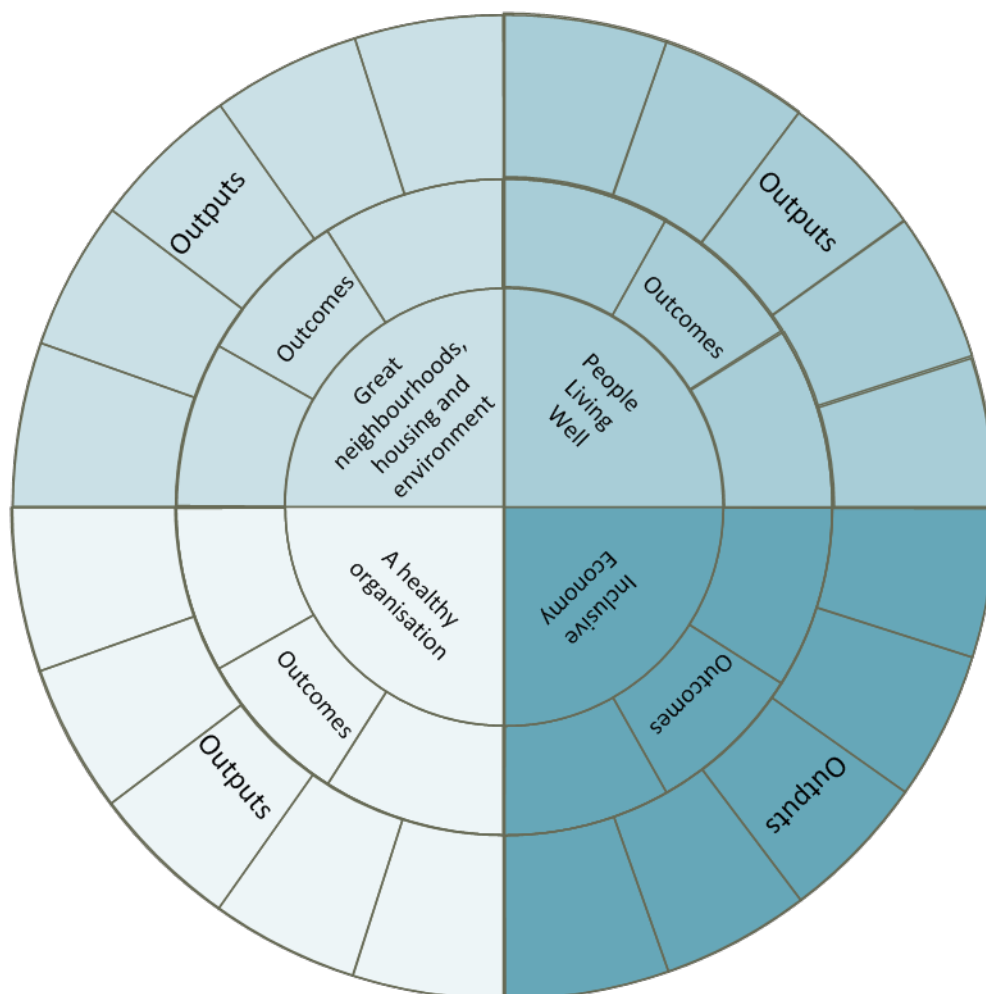 Outputs
Outcomes
Great
neighbourhoods,
housing and
environment
Outputs
Outcomes
People
Living
Well
A healthy
organisation
Outcomes
Outputs
Inclusive
Economy
Outcomes
Outputs